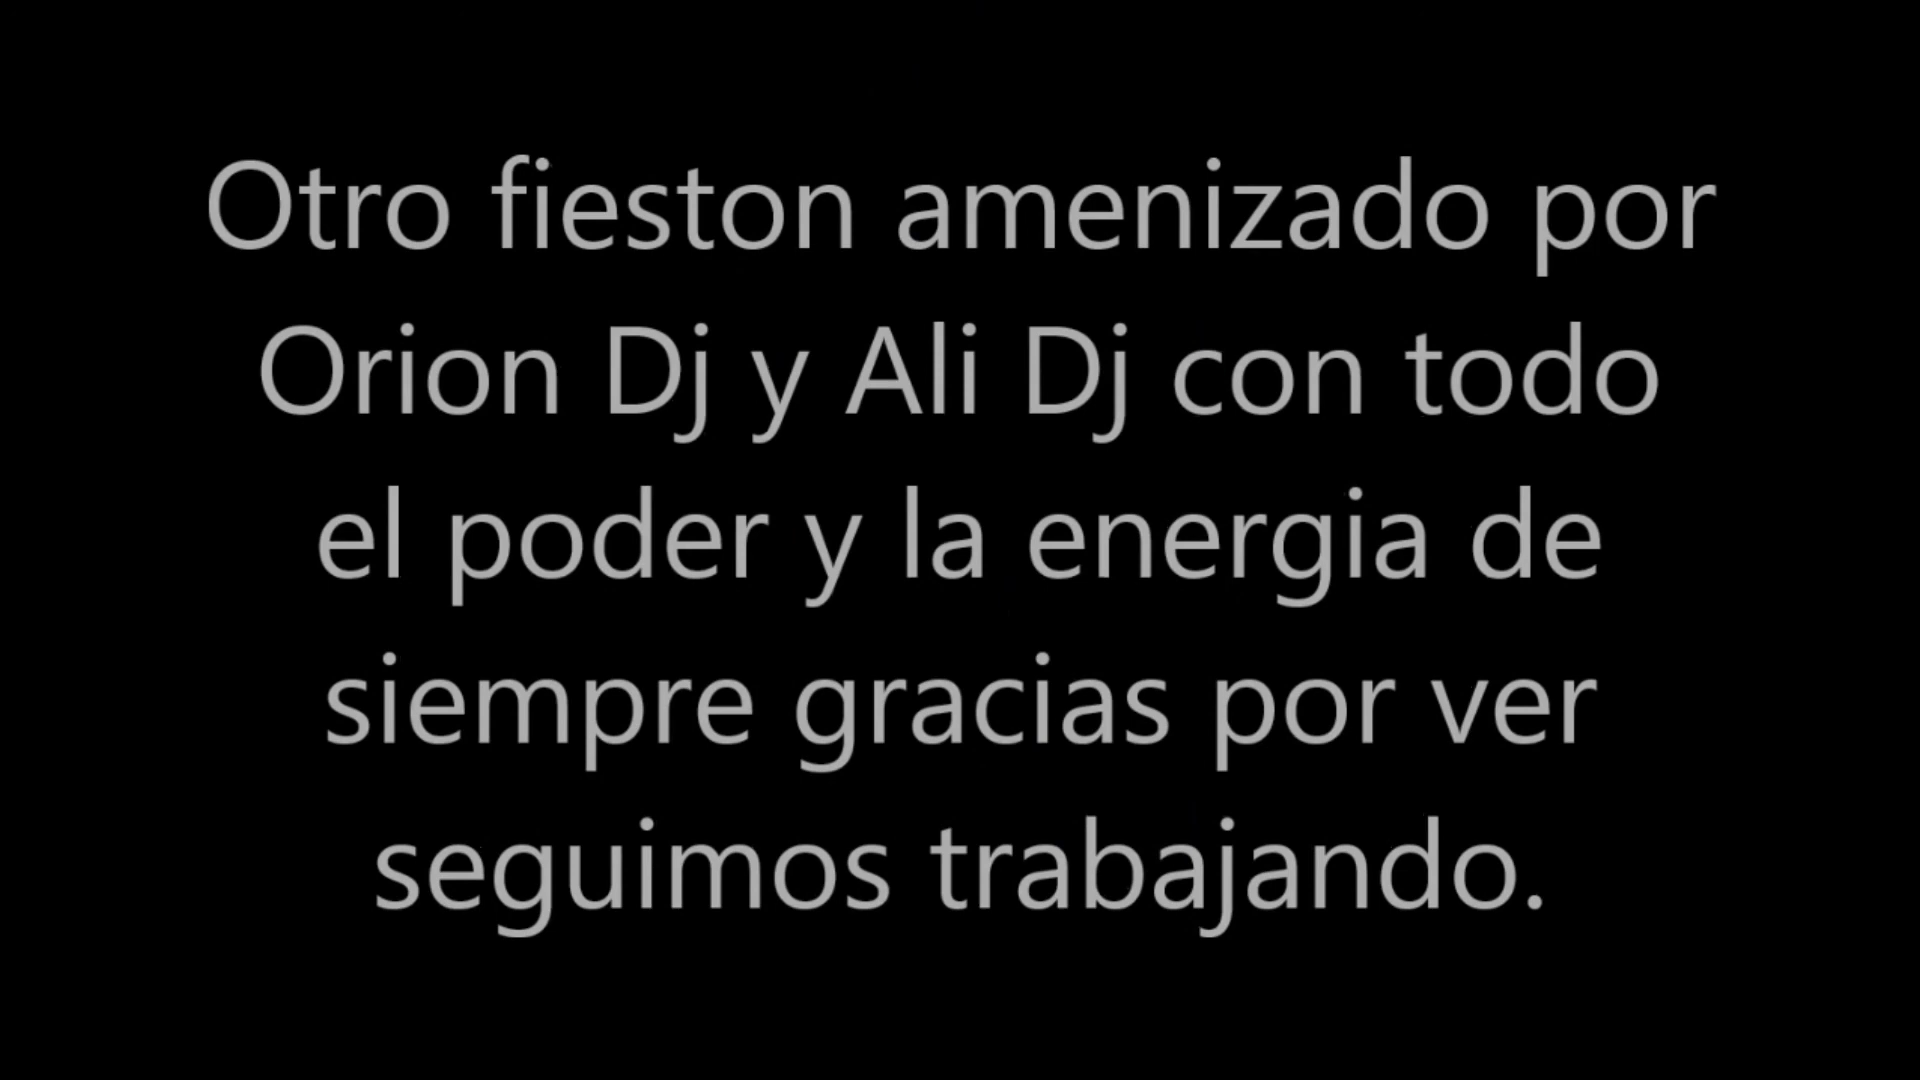 Otro fieston amenizado por
Orion Dj y Ali Dj con todo
el poder y la energia de
siempre gracias por ver
seguimos trabajando.